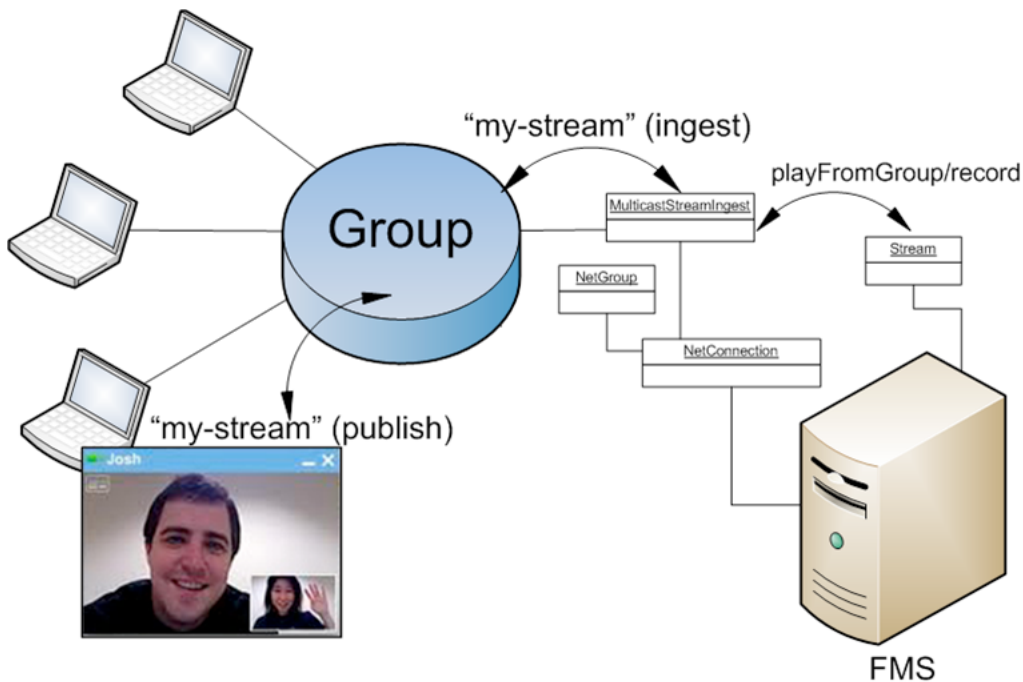 “my-stream” (ingest)
playFromGroup/record
MulticastStreamIngest
Group
Stream
NetGroup
NetConnection
“my-stream” (publish)
Josh
FMS